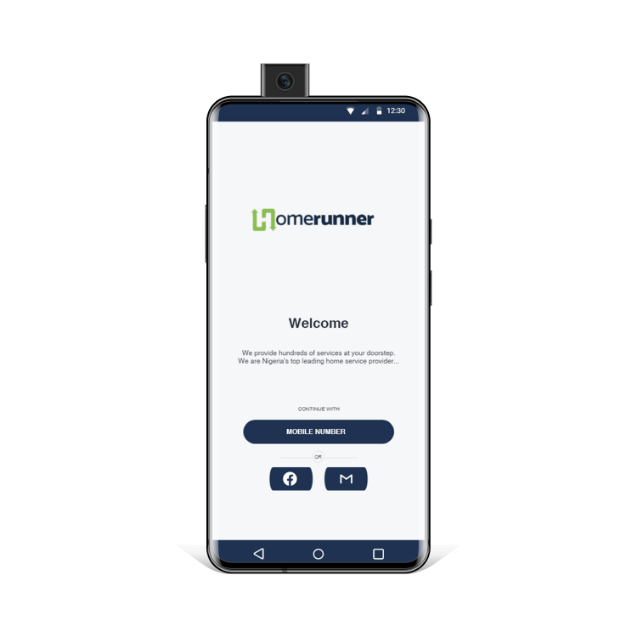 12:30
Homerunner
Welcome
We provide hundreds of services at your doorstep.
We are Nigeria's top leading home service provider...
CONTINUE WITH
MOBILE NUMBER
OR